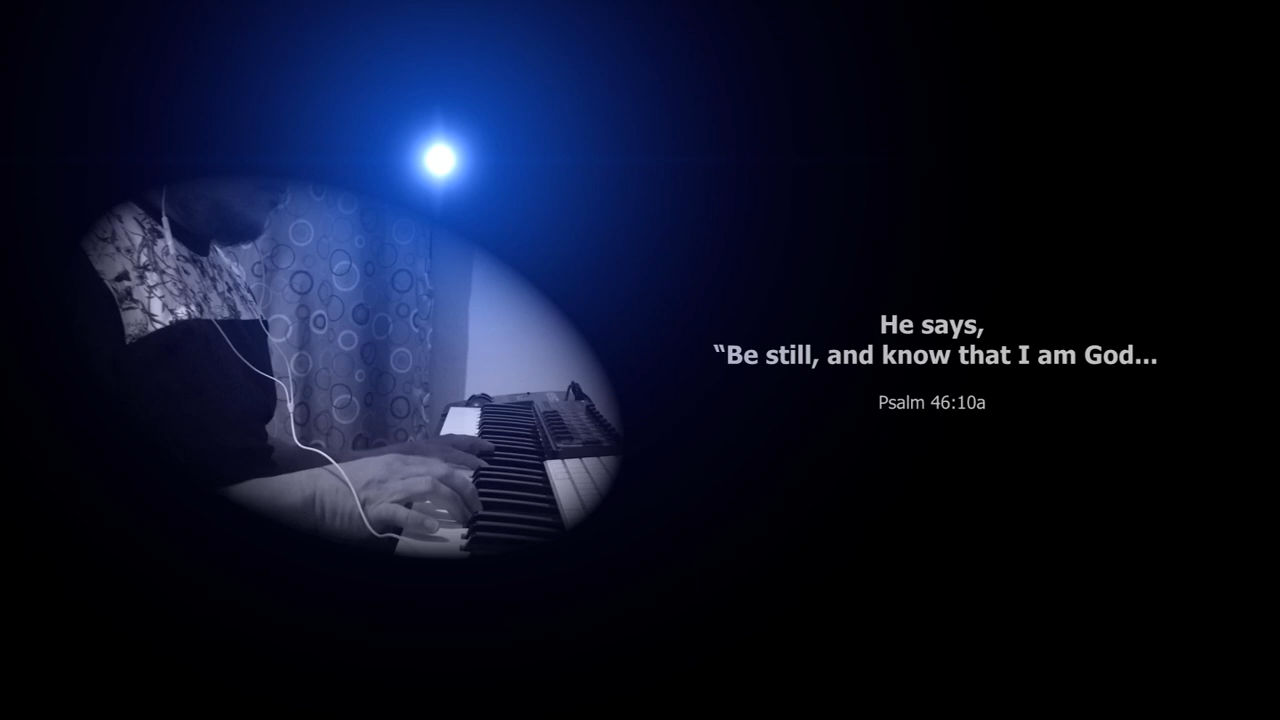 He says,
“Be still, and know that I am God...
Psalm 46:10a